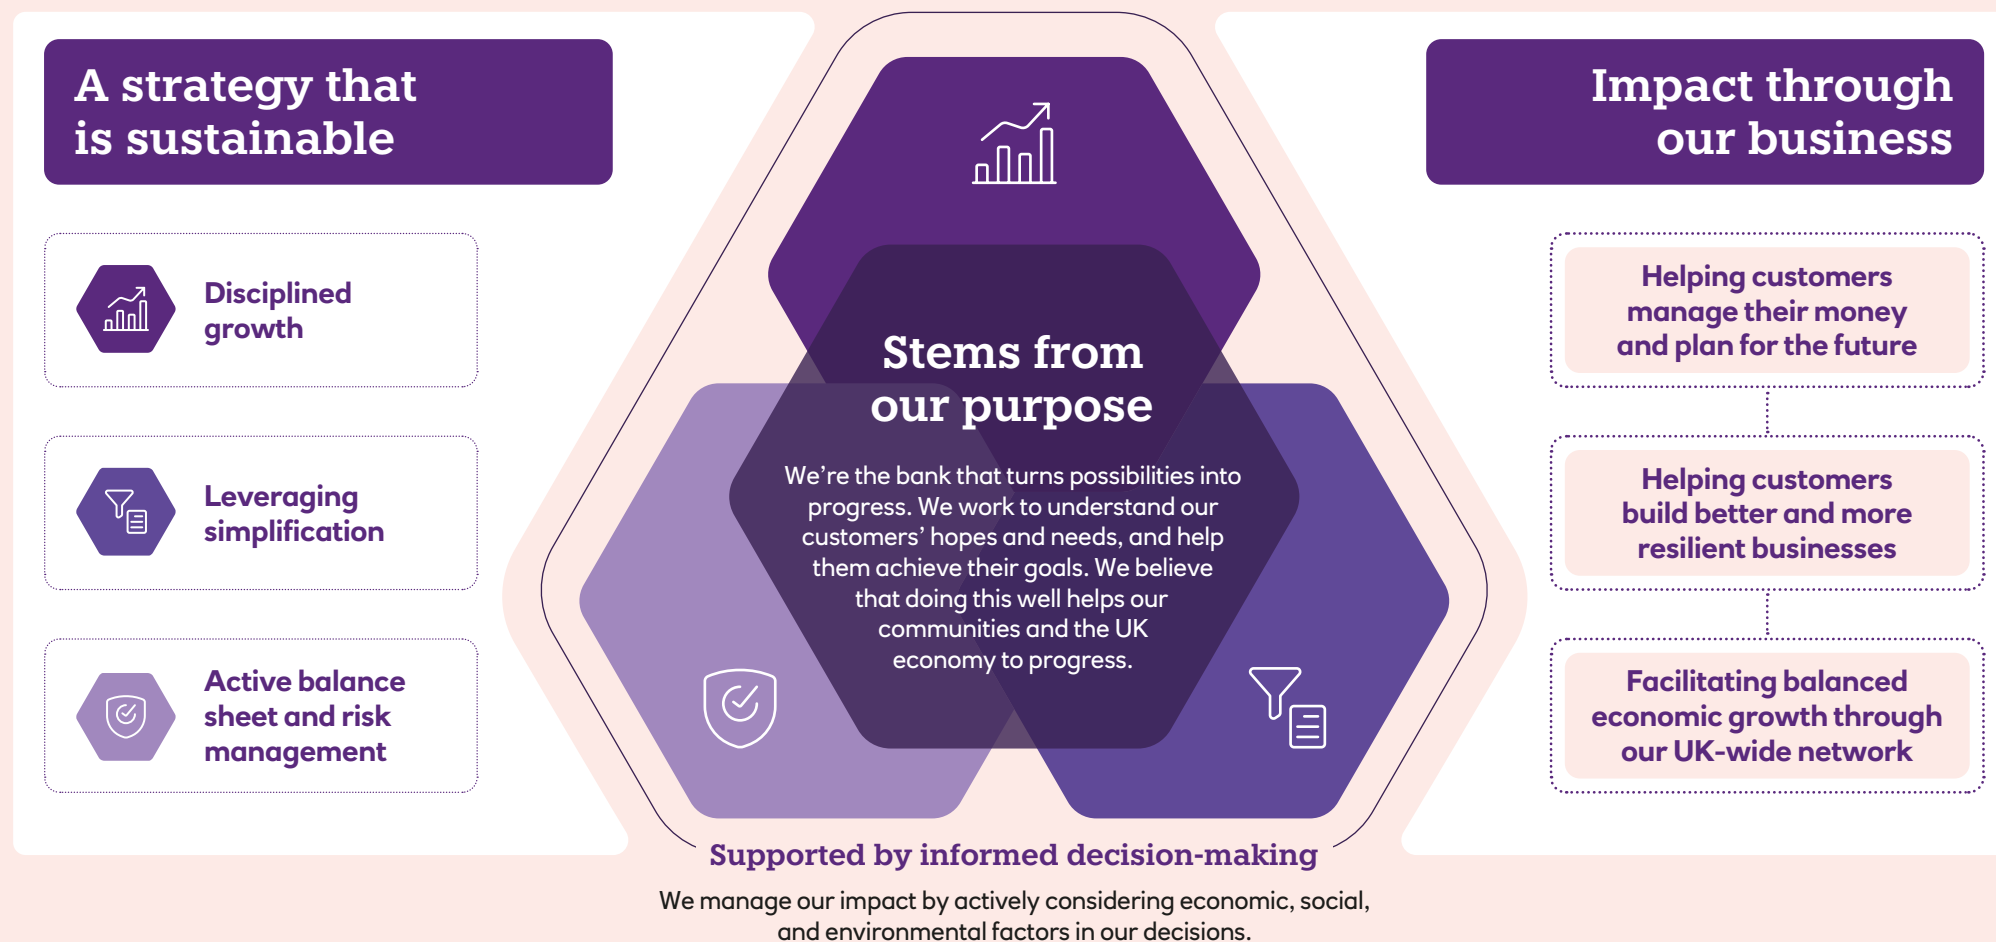 A strategy that
is sustainable
Disciplined
growth
Leveraging
simplification
Active balance
sheet and risk
management
Stems from
our purpose
We’re the bank that turns possibilities into
progress. We work to understand our
customers’ hopes and needs, and help
them achieve their goals. We believe
that doing this well helps our
communities and the UK
economy to progress.
Supported by informed decision-making
We manage our impact by actively considering economic, social,
and environmental factors in our decisions.
Impact through
our business
Helping customers
manage their money
and plan for the future
Helping customers
build better and more
resilient businesses
Facilitating balanced
economic growth through
our UK-wide network